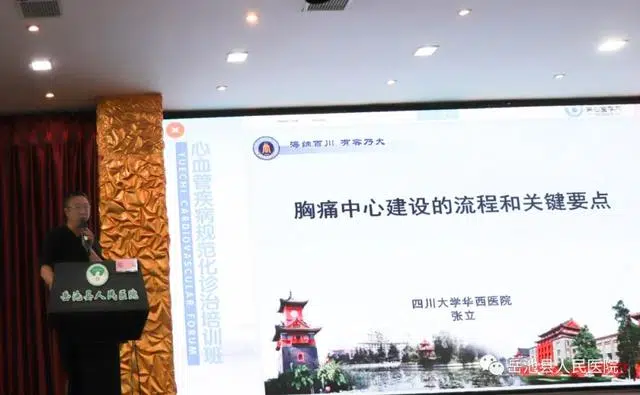 海纳百川 有容乃大
心血管疾病规范化诊治培训班
YUECHI CARDIOVASCULAR FORUM
胸痛中心建设的流程和关键要点
四川大学华西医院
张立
岳池县人民医院
岳池县人民医院